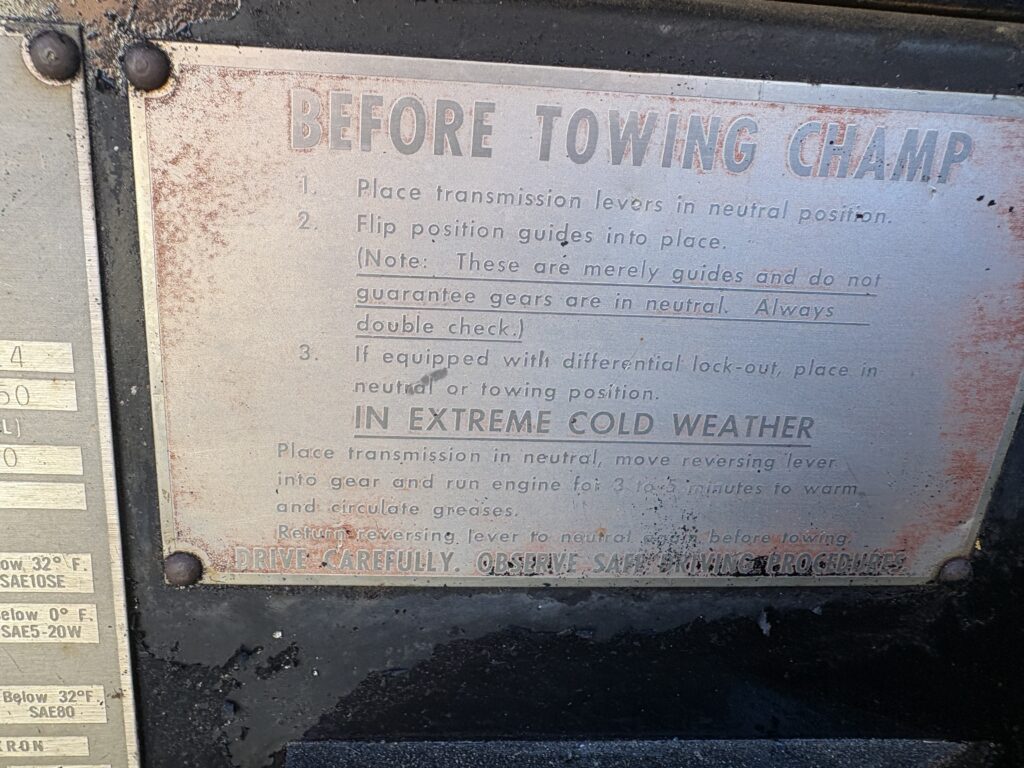 BEFORE TOWING CHAMP
1. Place transmission levers in neutral position.
2. Flip position guides into place.
(Note: These are merely guides and do not
guarantee gears are in neutral. Always
double check.)
3. If equipped with differential lock-out, place in
neutral or towing position.
IN EXTREME COLD WEATHER
Place transmission in neutral, move reversing lever
into gear and run engine for 3 to 5 minutes to warm
and circulate greases.
Return reversing lever to neutral again before towing.
DRIVE CAREFULLY. OBSERVE SAFE DRIVING PROCEDURES
4
50
L)
0
ow 32° F.
SAE10SE
elow 0° F.
SAE5-20W
Below 32°F.
SAE80
RON